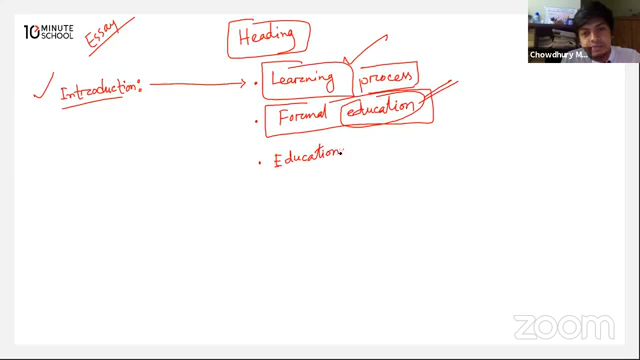 10 MINUTE SCHOOL
Essay
Heading
✓ Introduction: → • Learning process
• Formal education
• Education
Chowdhury M...
zoom